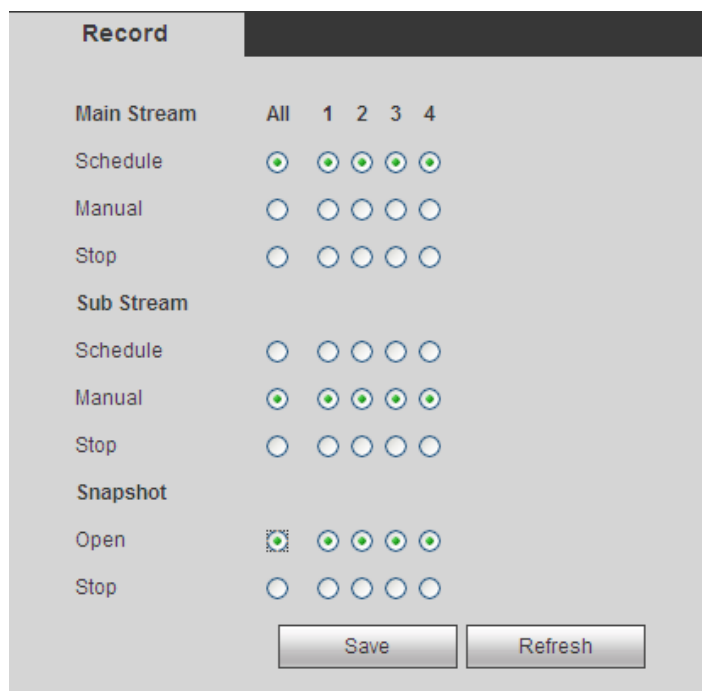 Record
Main Stream All 1 2 3 4
Schedule
Manual
Stop
Sub Stream
Schedule
Manual
Stop
Snapshot
Open
Stop
Save Refresh